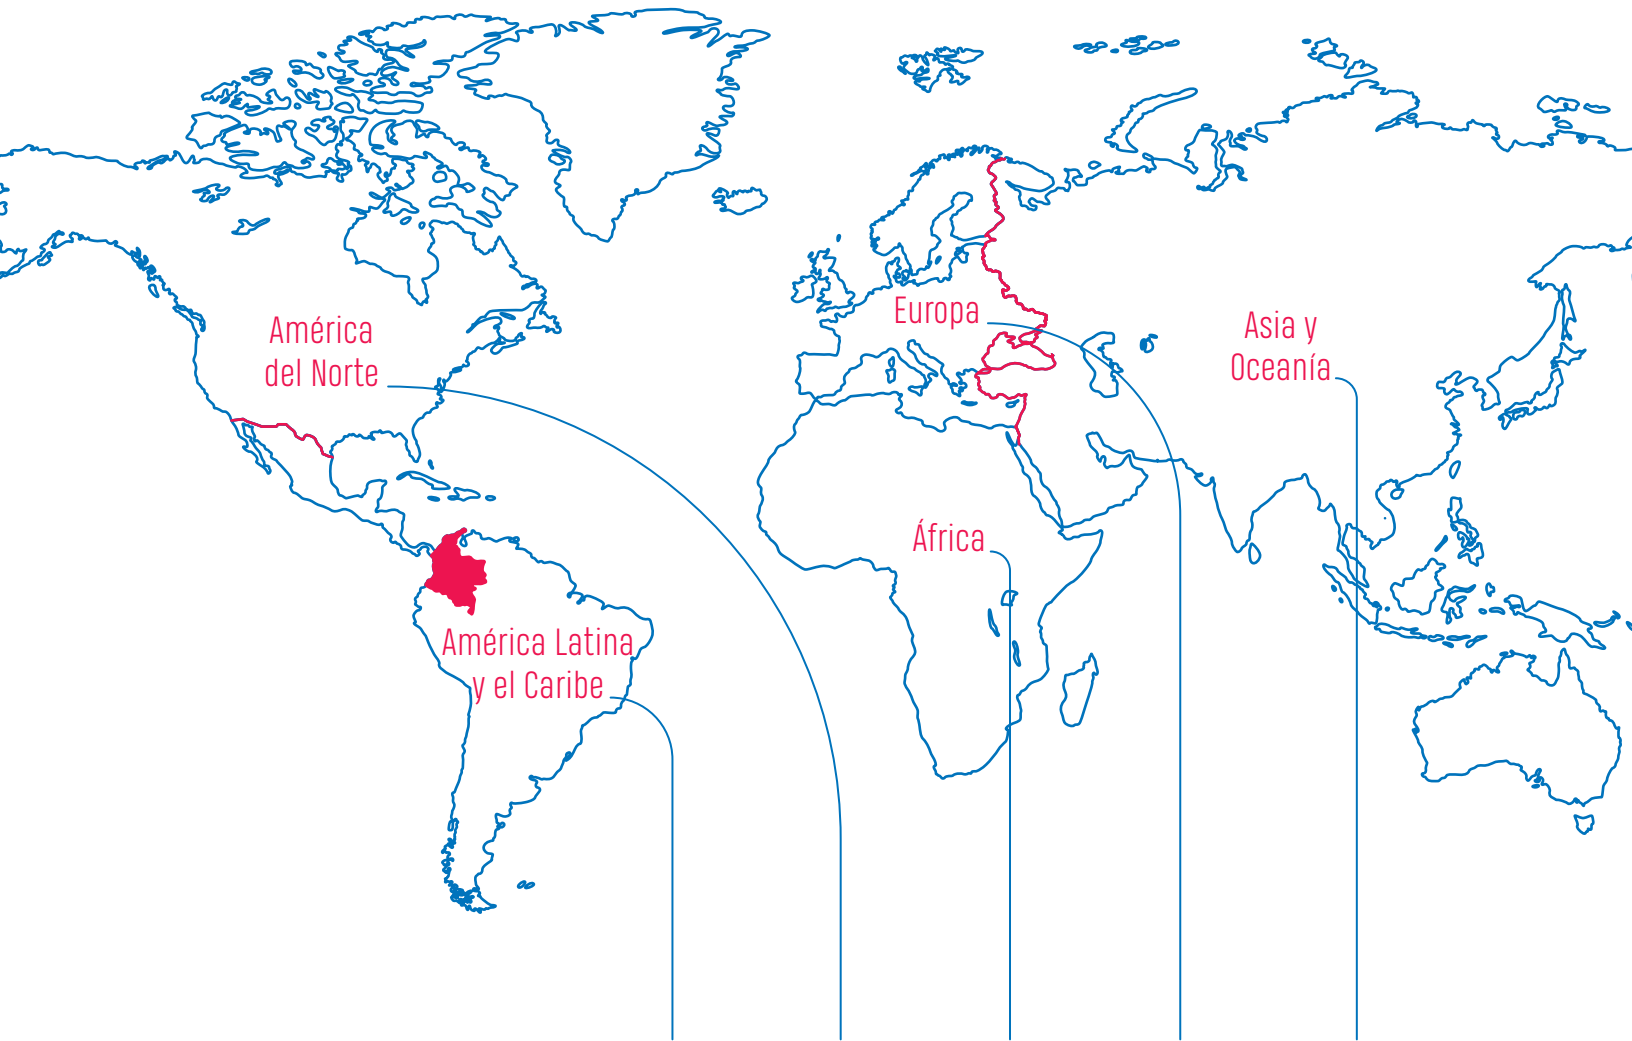 América
del Norte
Europa
Asia y
Oceanía
África
América Latina
y el Caribe